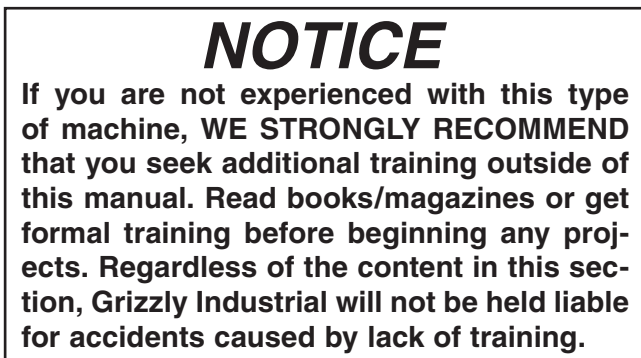 NOTICE
If you are not experienced with this type
of machine, WE STRONGLY RECOMMEND
that you seek additional training outside of
this manual. Read books/magazines or get
formal training before beginning any proj-
ects. Regardless of the content in this sec-
tion, Grizzly Industrial will not be held liable
for accidents caused by lack of training.